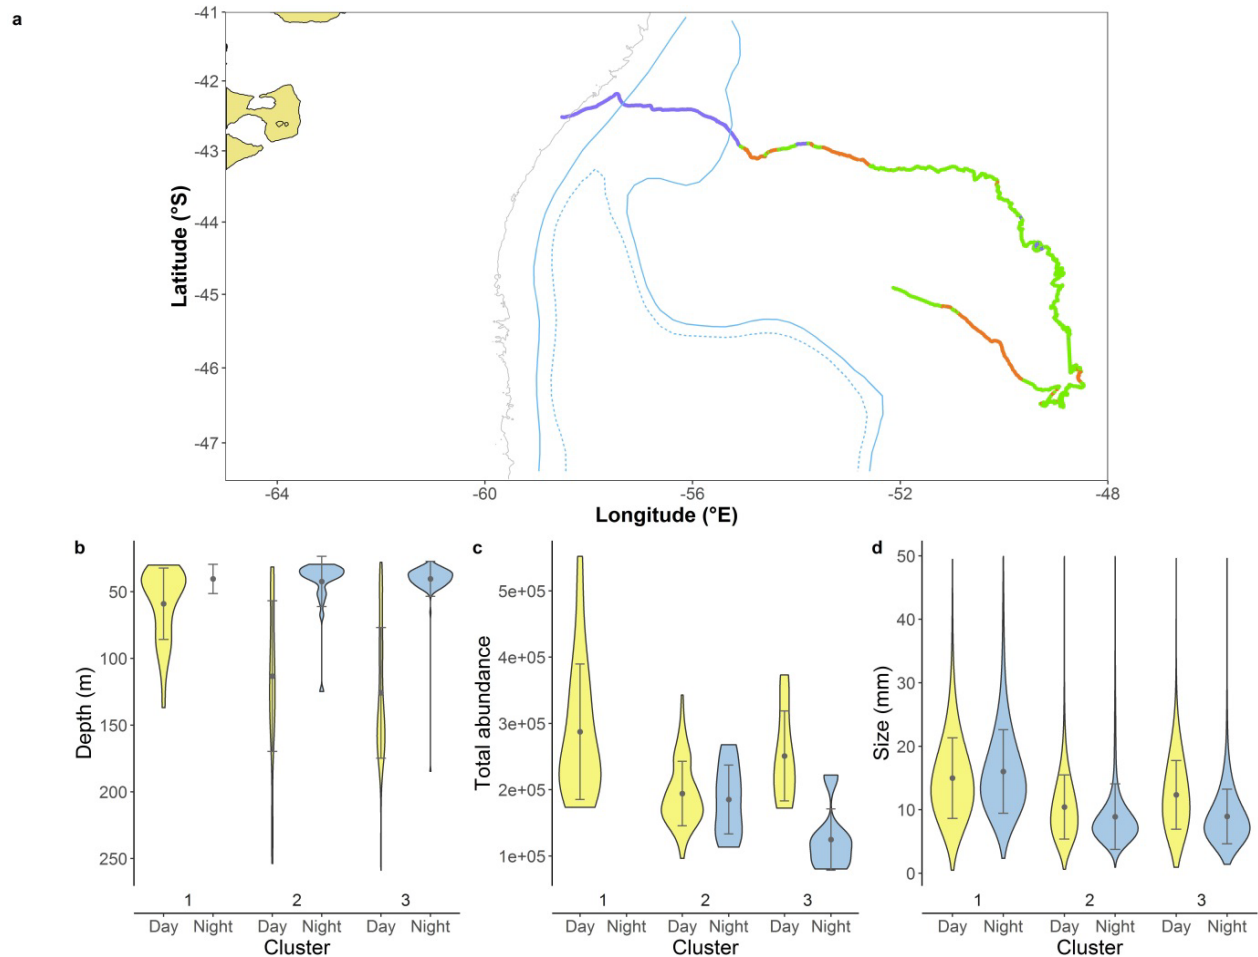 a
-41
-42
-43
-44
-45
-46
-47
Latitude (°S)
-64
-60
-56
-52
-48
Longitude (°E)
b
50
100
150
200
250
Depth (m)
1
2
3
Day
Night
Day
Night
Day
Night
Cluster
c
5e+05
4e+05
3e+05
2e+05
1e+05
Total abundance
1
2
3
Day
Night
Day
Night
Day
Night
Cluster
d
50
40
30
20
10
0
Size (mm)
1
2
3
Day
Night
Day
Night
Day
Night
Cluster